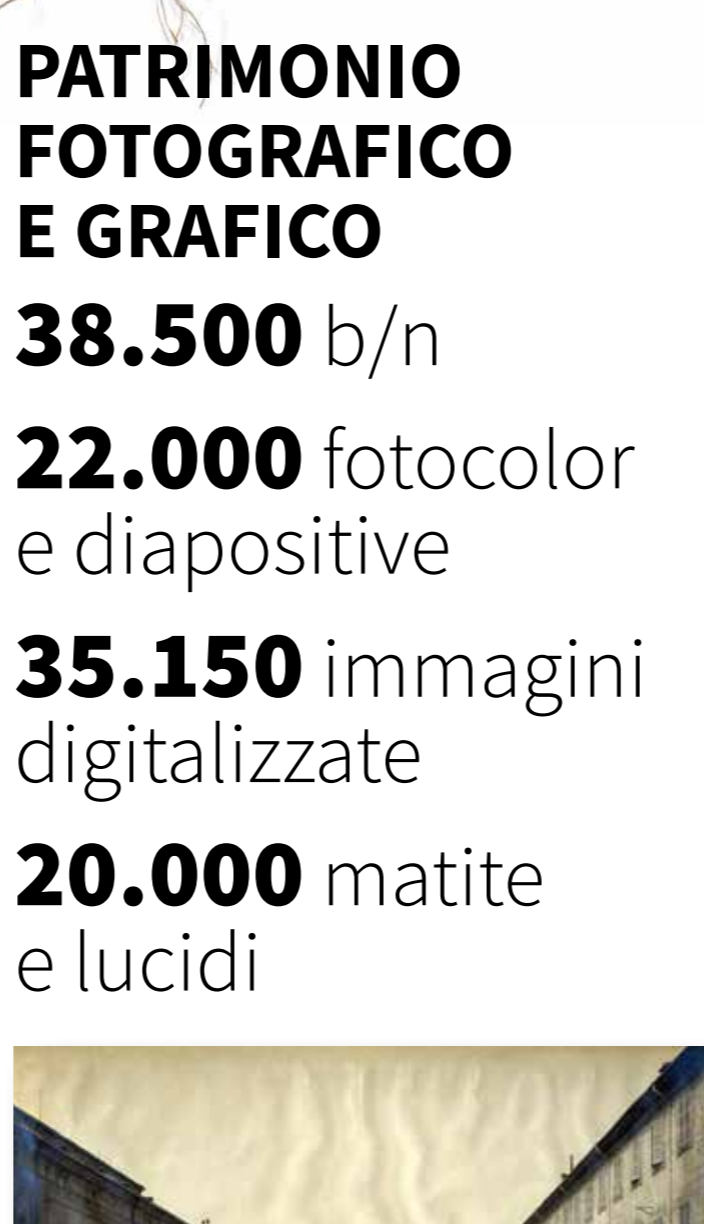 PATRIMONIO
FOTOGRAFICO
E GRAFICO
38.500 b/n
22.000 fotocolor
e diapositive
35.150 immagini
digitalizzate
20.000 matite
e lucidi